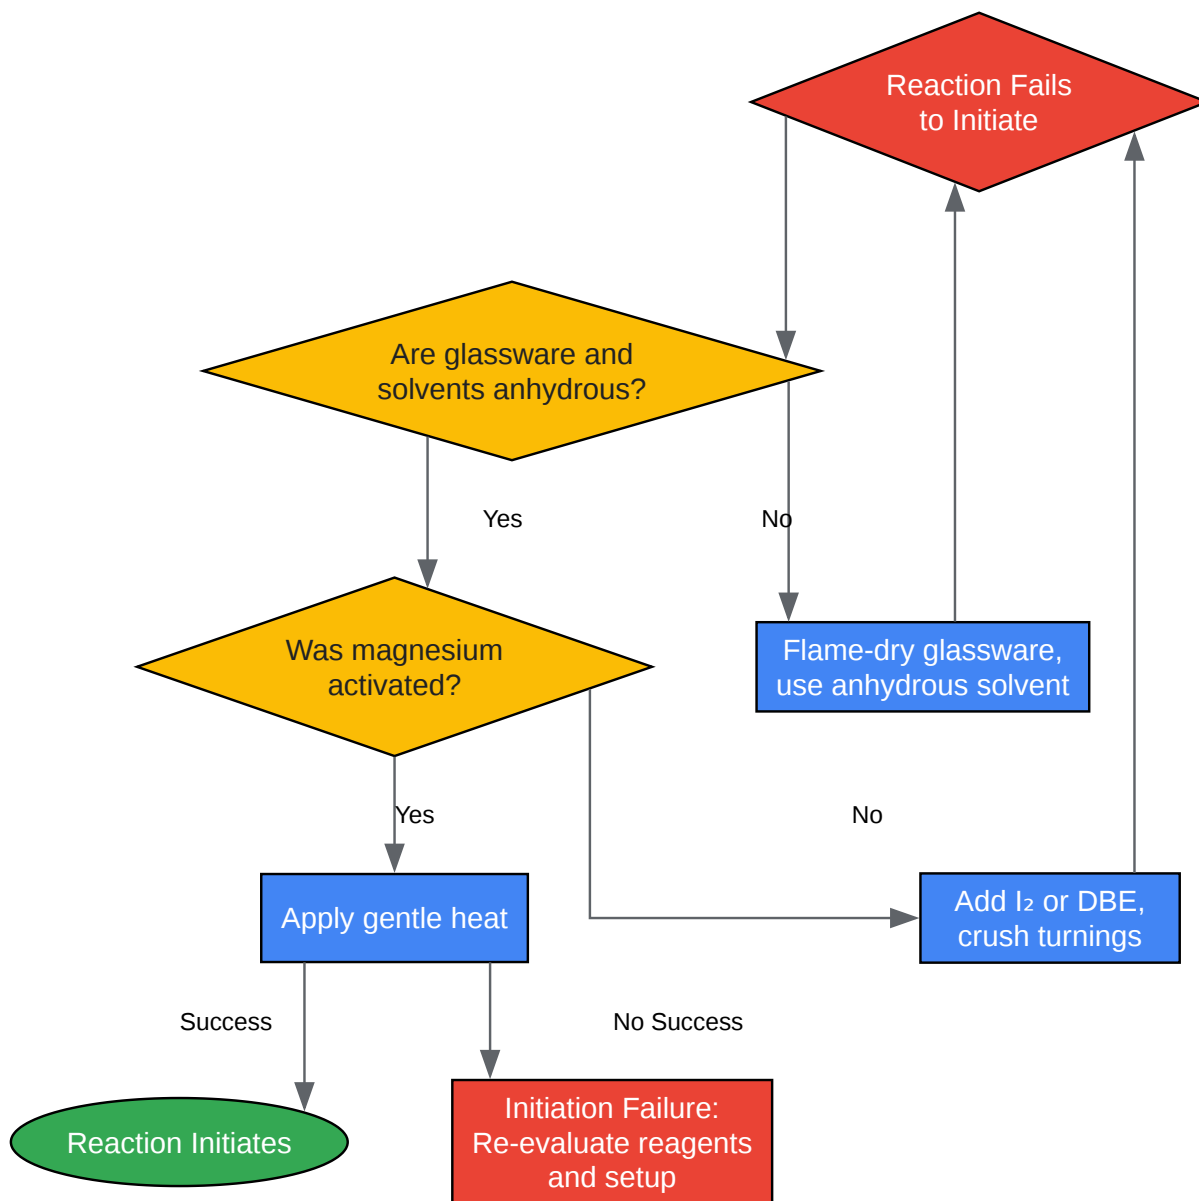 Reaction Fails
to Initiate
Are glassware and
solvents anhydrous?
Yes
No
Was magnesium
activated?
Flame-dry glassware,
use anhydrous solvent
Yes
No
Apply gentle heat
Add I₂ or DBE,
crush turnings
Success
No Success
Reaction Initiates
Initiation Failure:
Re-evaluate reagents
and setup